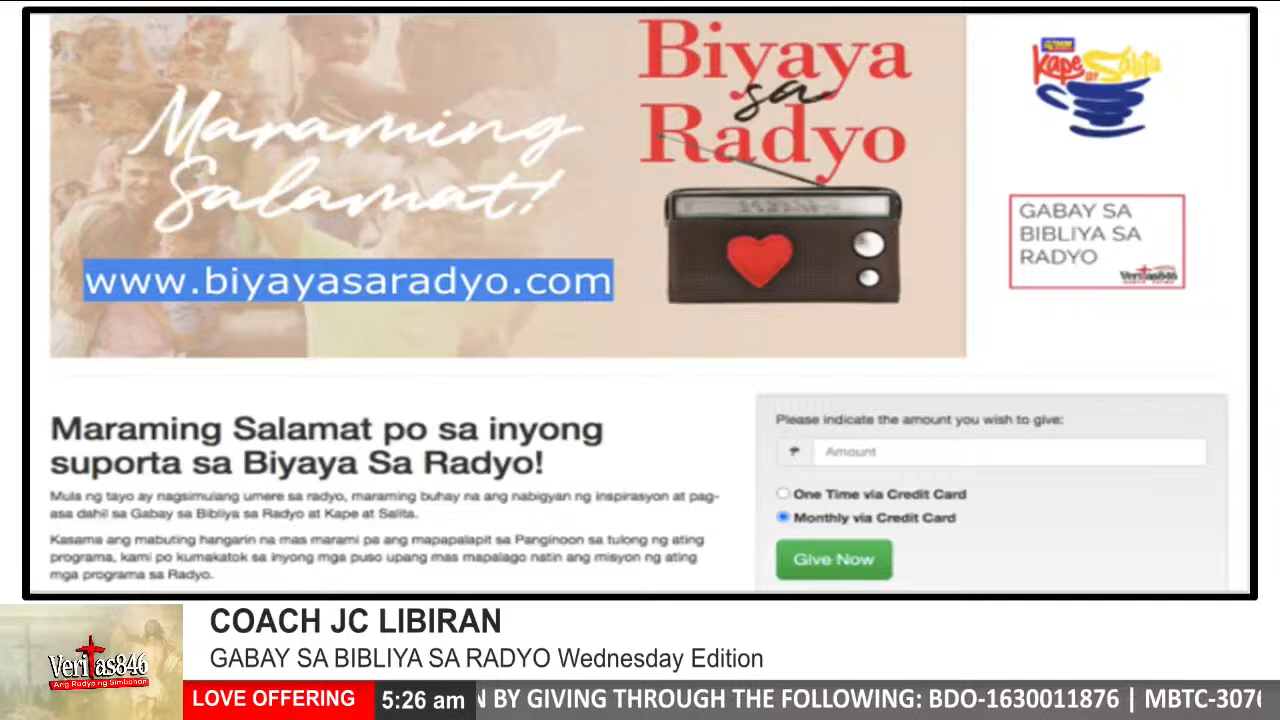 Maraming
Salamat!
www.biyayasaradyo.com
Biyaya
sa
Radyo
Kape
at Salita
GABAY SA
BIBLIYA SA
RADYO
Veritas846
Maraming Salamat po sa inyong
suporta sa Biyaya Sa Radyo!
Mula ng tayo ay nagsimulang umere sa radyo, maraming buhay na ang nabigyan ng inspirasyon at pag-
asa dahil sa Gabay sa Bibliya sa Radyo at Kape at Salita.
Kasama ang mabuting hangarin na mas marami pa ang mapapalapit sa Panginoon sa tulong ng ating
programa, kami po kumakatok sa inyong mga puso upang mas mapalago natin ang misyon ng ating
mga programa sa Radyo.
Please indicate the amount you wish to give:
₱ Amount
One Time via Credit Card
Monthly via Credit Card
Give Now
Veritas846
Ang Radyo ng Simbahan
COACH JC LIBIRAN
GABAY SA BIBLIYA SA RADYO Wednesday Edition
LOVE OFFERING
5:26 am
N BY GIVING THROUGH THE FOLLOWING: BDO-1630011876 | MBTC-307